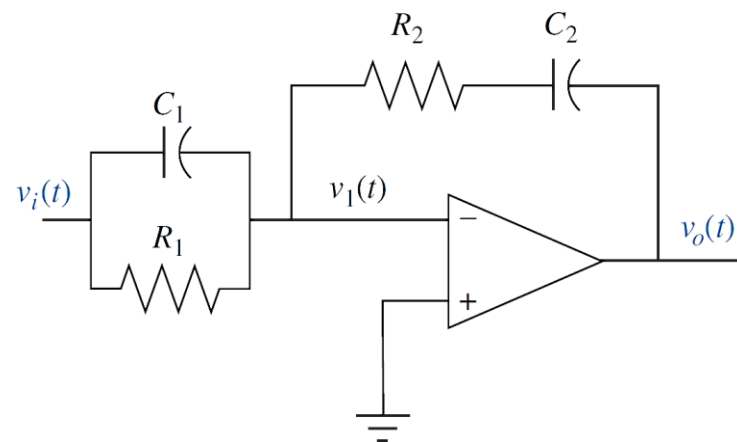 R₂
C₂
C₁
vᵢ(t)
v₁(t)
R₁
−
+
vₒ(t)